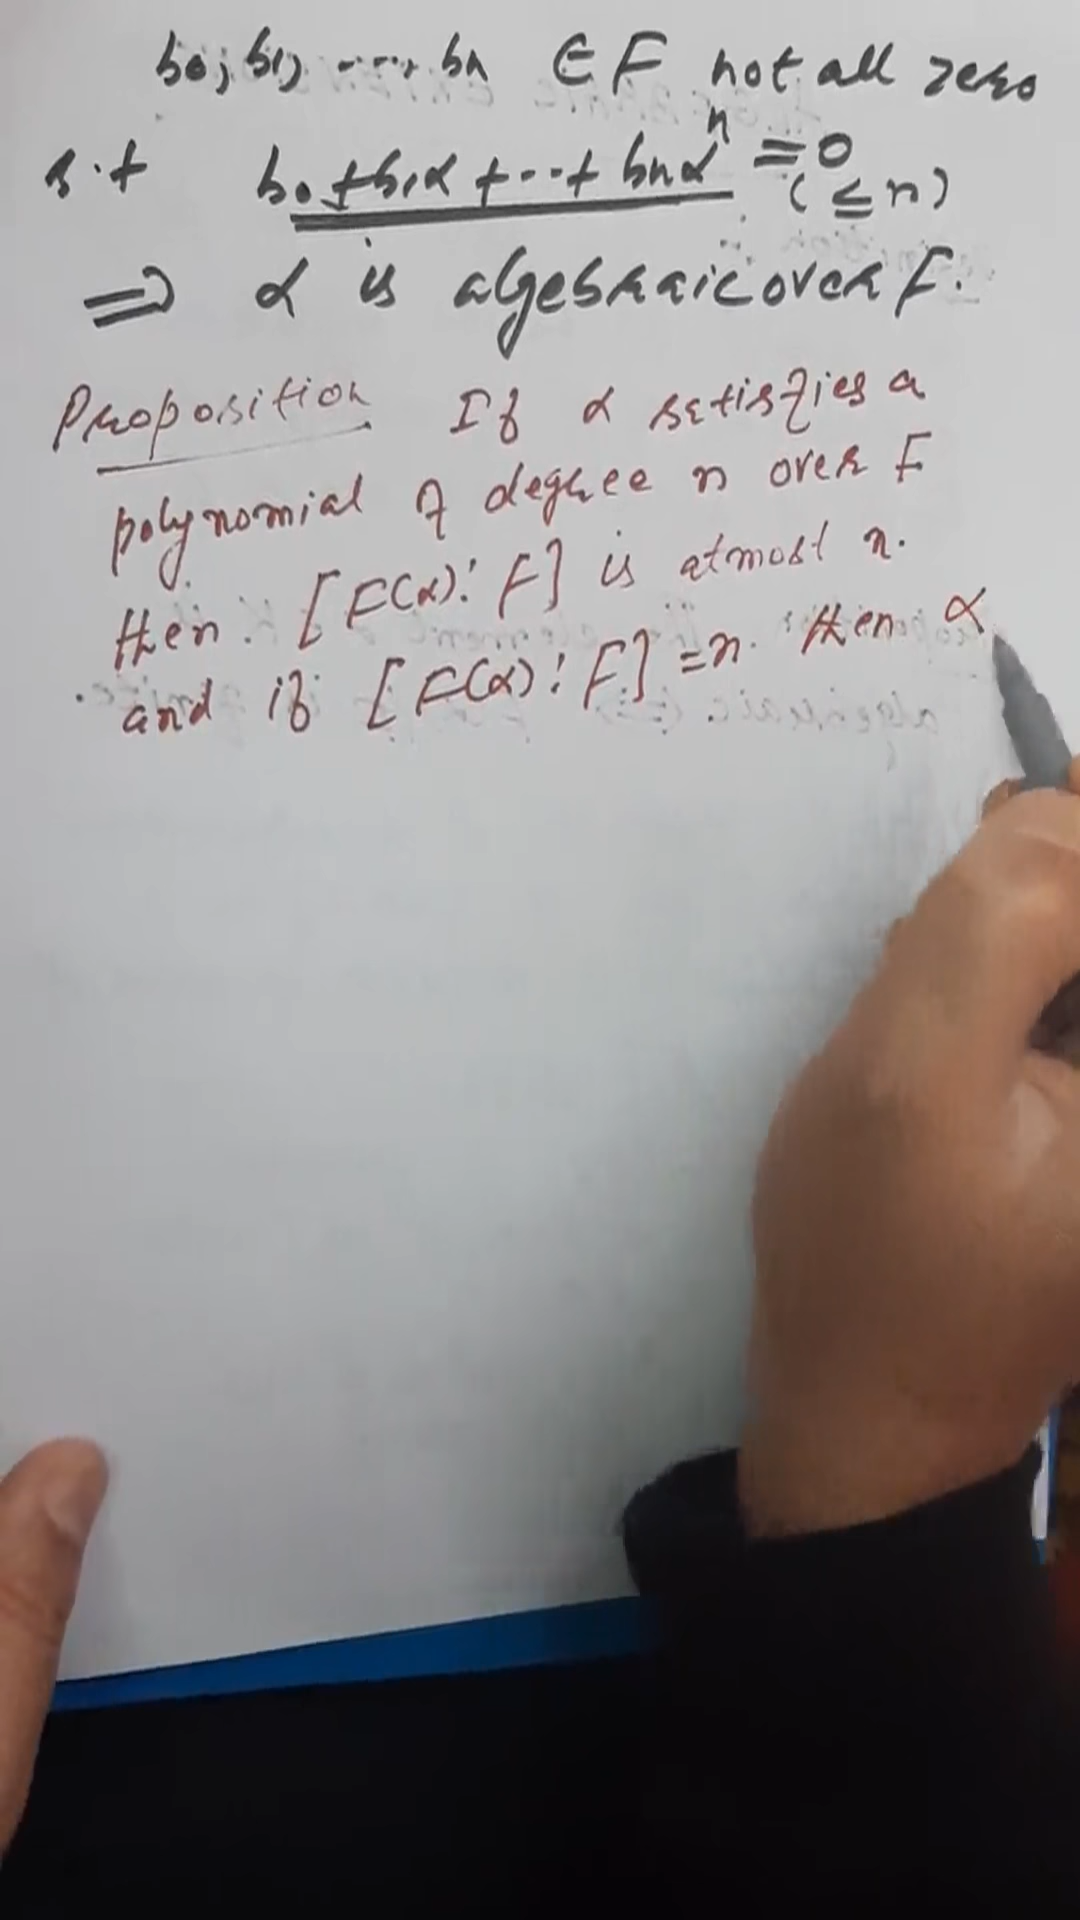 b0, b1, ...., bn ∈ F not all zero
s.t b0 + b1α + ... + bnα^n = 0
(≤ n)
⇒ α is algebraic over F.
Proposition If α satisfies a
polynomial of degree n over F
then. [F(α): F] is atmost n.
and if [F(α): F] = n. then α